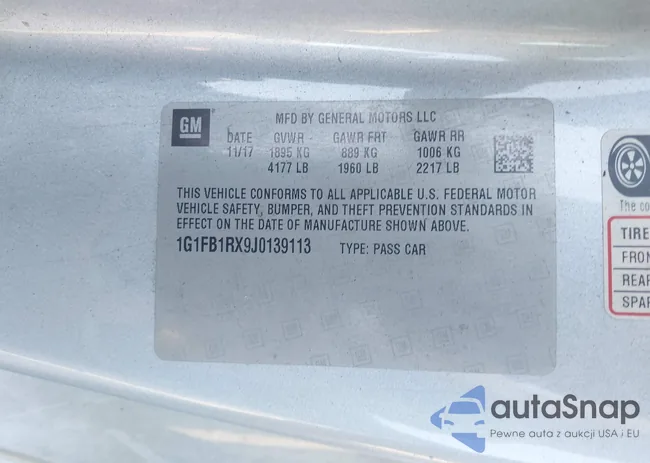 GM
MFD BY GENERAL MOTORS LLC
DATE GVWR GAWR FRT GAWR RR
11/17 1895 KG 889 KG 1006 KG
4177 LB 1960 LB 2217 LB
THIS VEHICLE CONFORMS TO ALL APPLICABLE U.S. FEDERAL MOTOR
VEHICLE SAFETY, BUMPER, AND THEFT PREVENTION STANDARDS IN
EFFECT ON THE DATE OF MANUFACTURE SHOWN ABOVE.
1G1FB1RX9J0139113 TYPE: PASS CAR
The co
TIRE
FRON
REAR
SPAR
autaSnap
Pewne auta z aukcji USA i EU